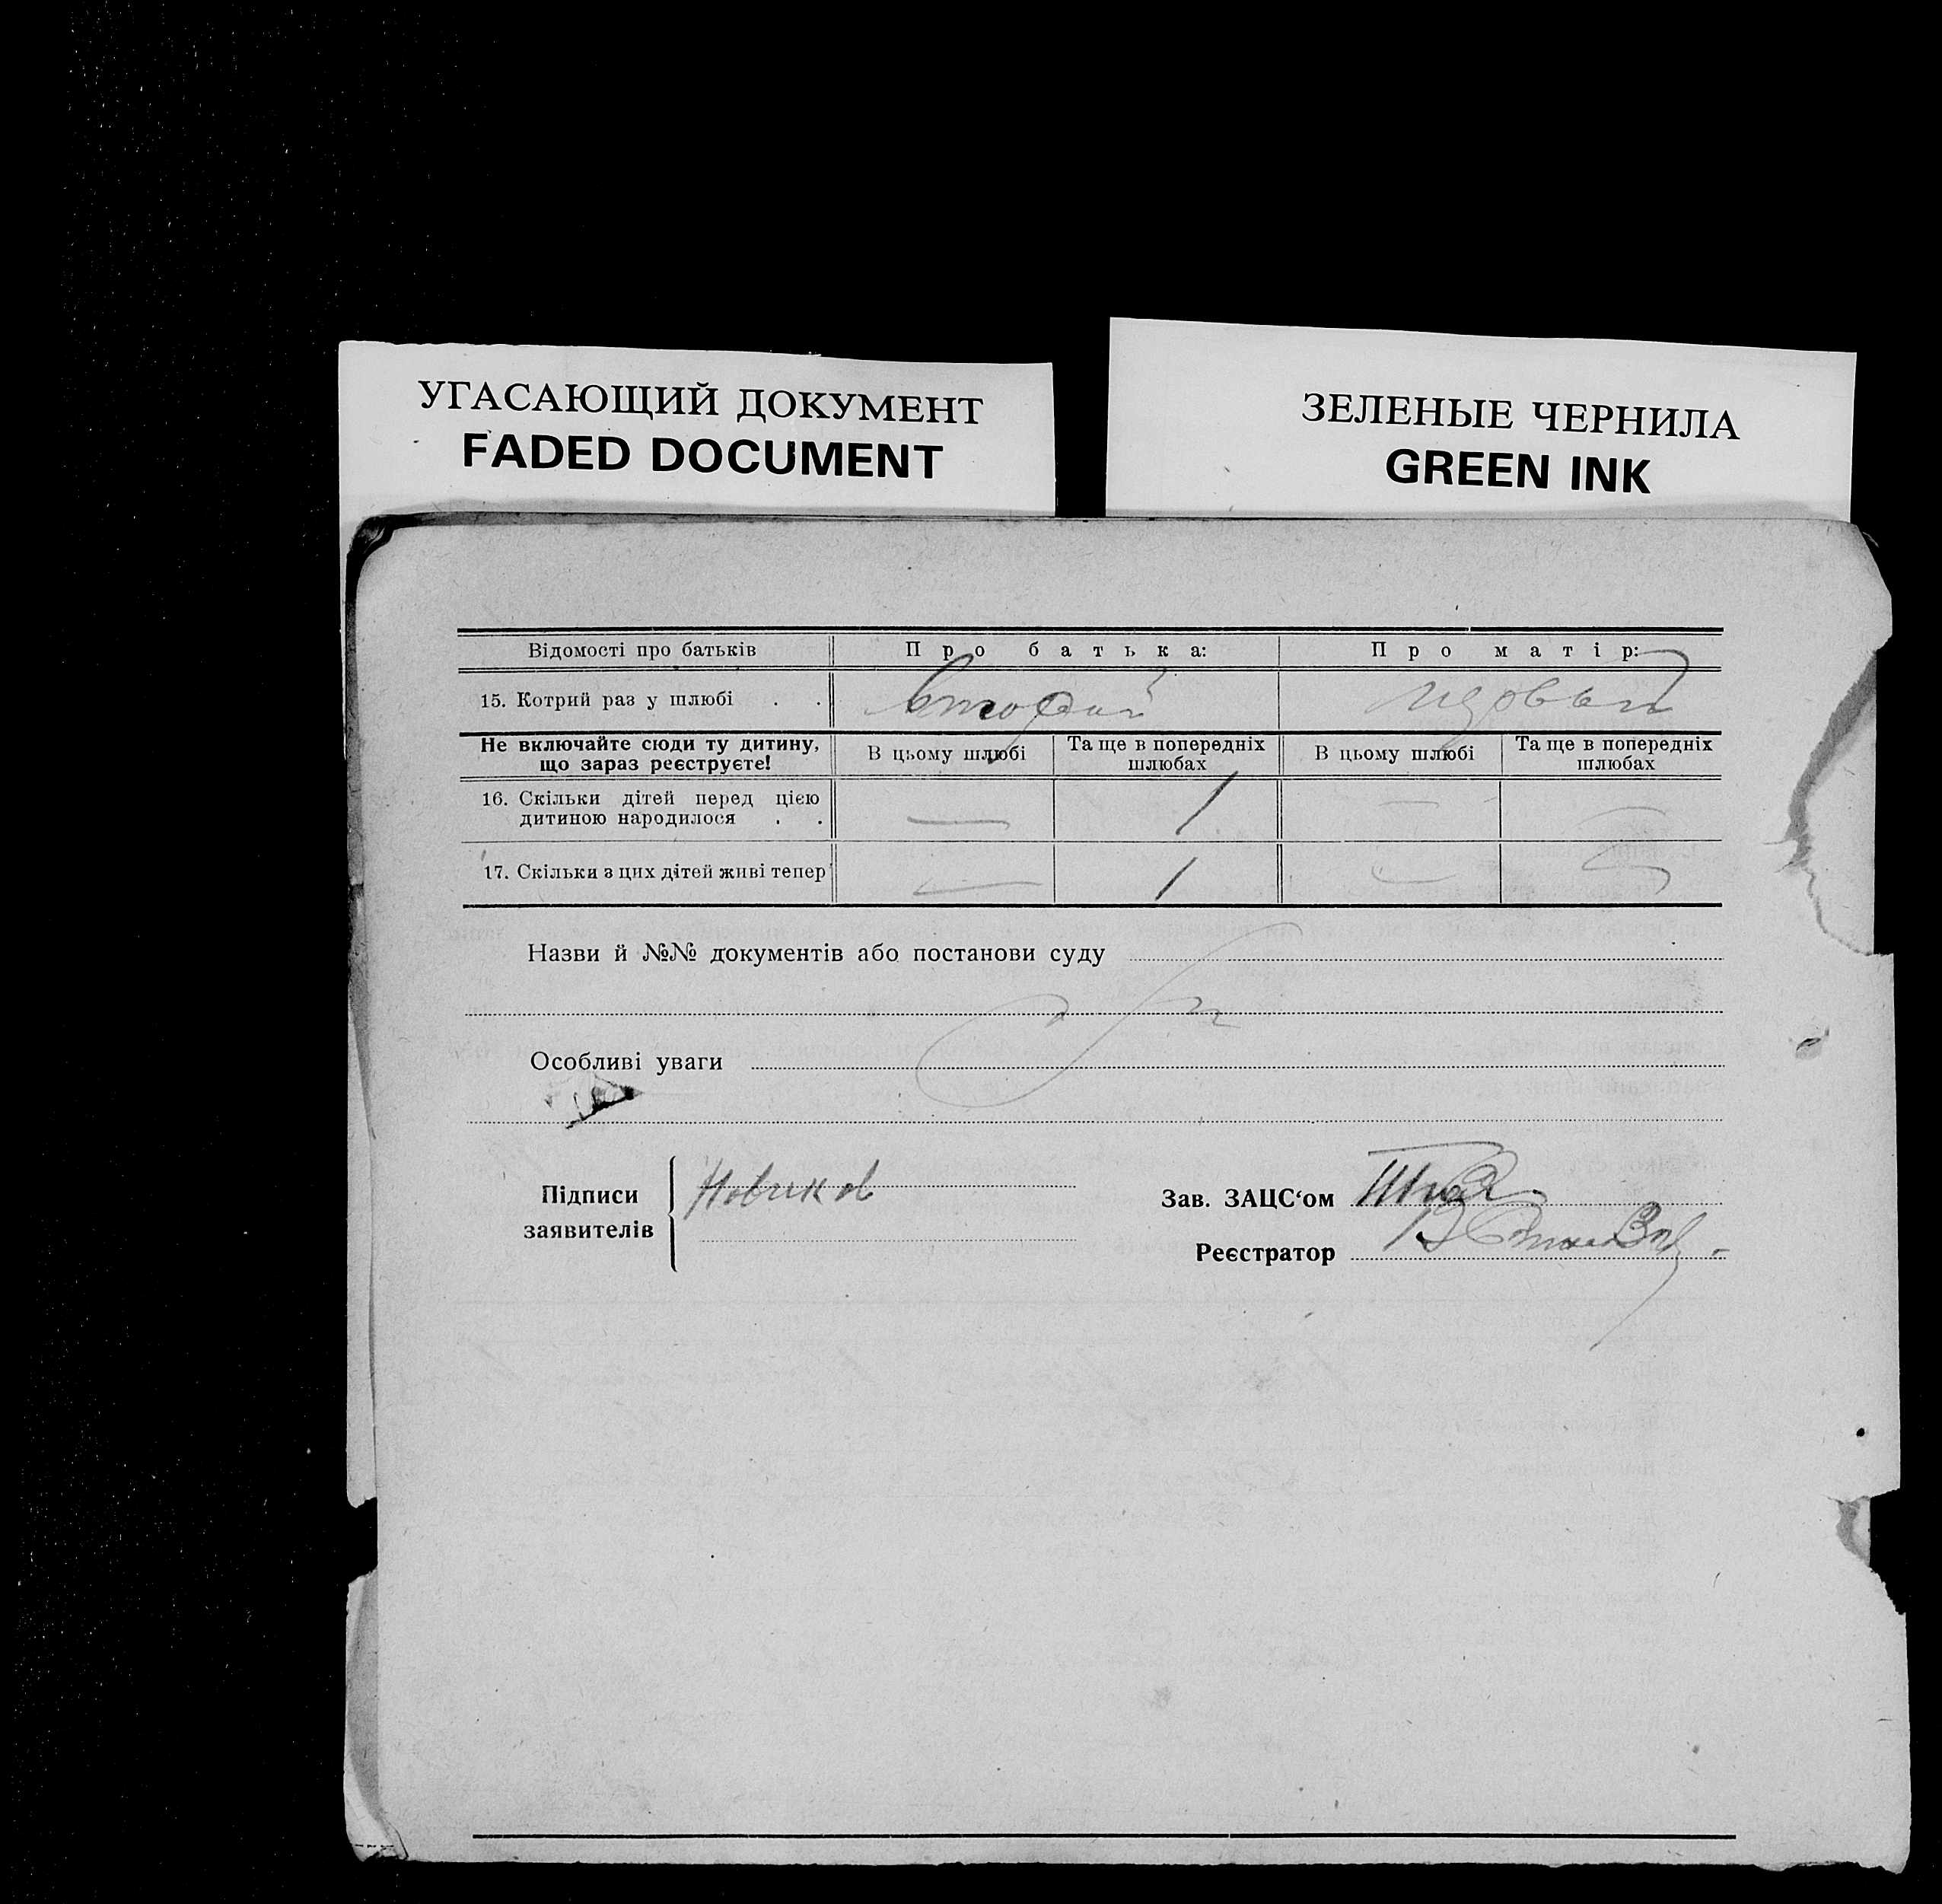 УГАСАЮЩИЙ ДОКУМЕНТ
FADED DOCUMENT
ЗЕЛЕНЫЕ ЧЕРНИЛА
GREEN INK
Відомості про батьків Про батька: Про матір:
15. Котрий раз у шлюбі . . второй первый
Не включайте сюди ту дитину, що зараз реєструєте! В цьому шлюбі Та ще в попередніх шлюбах В цьому шлюбі Та ще в попередніх шлюбах
16. Скільки дітей перед цією дитиною народилося . . — 1 — —
17. Скільки з цих дітей живі тепер — 1 —
Назви й №№ документів або постанови суду
Особливі уваги
Підписи заявителів Новиков
Зав. ЗАЦС‘ом
Реєстратор